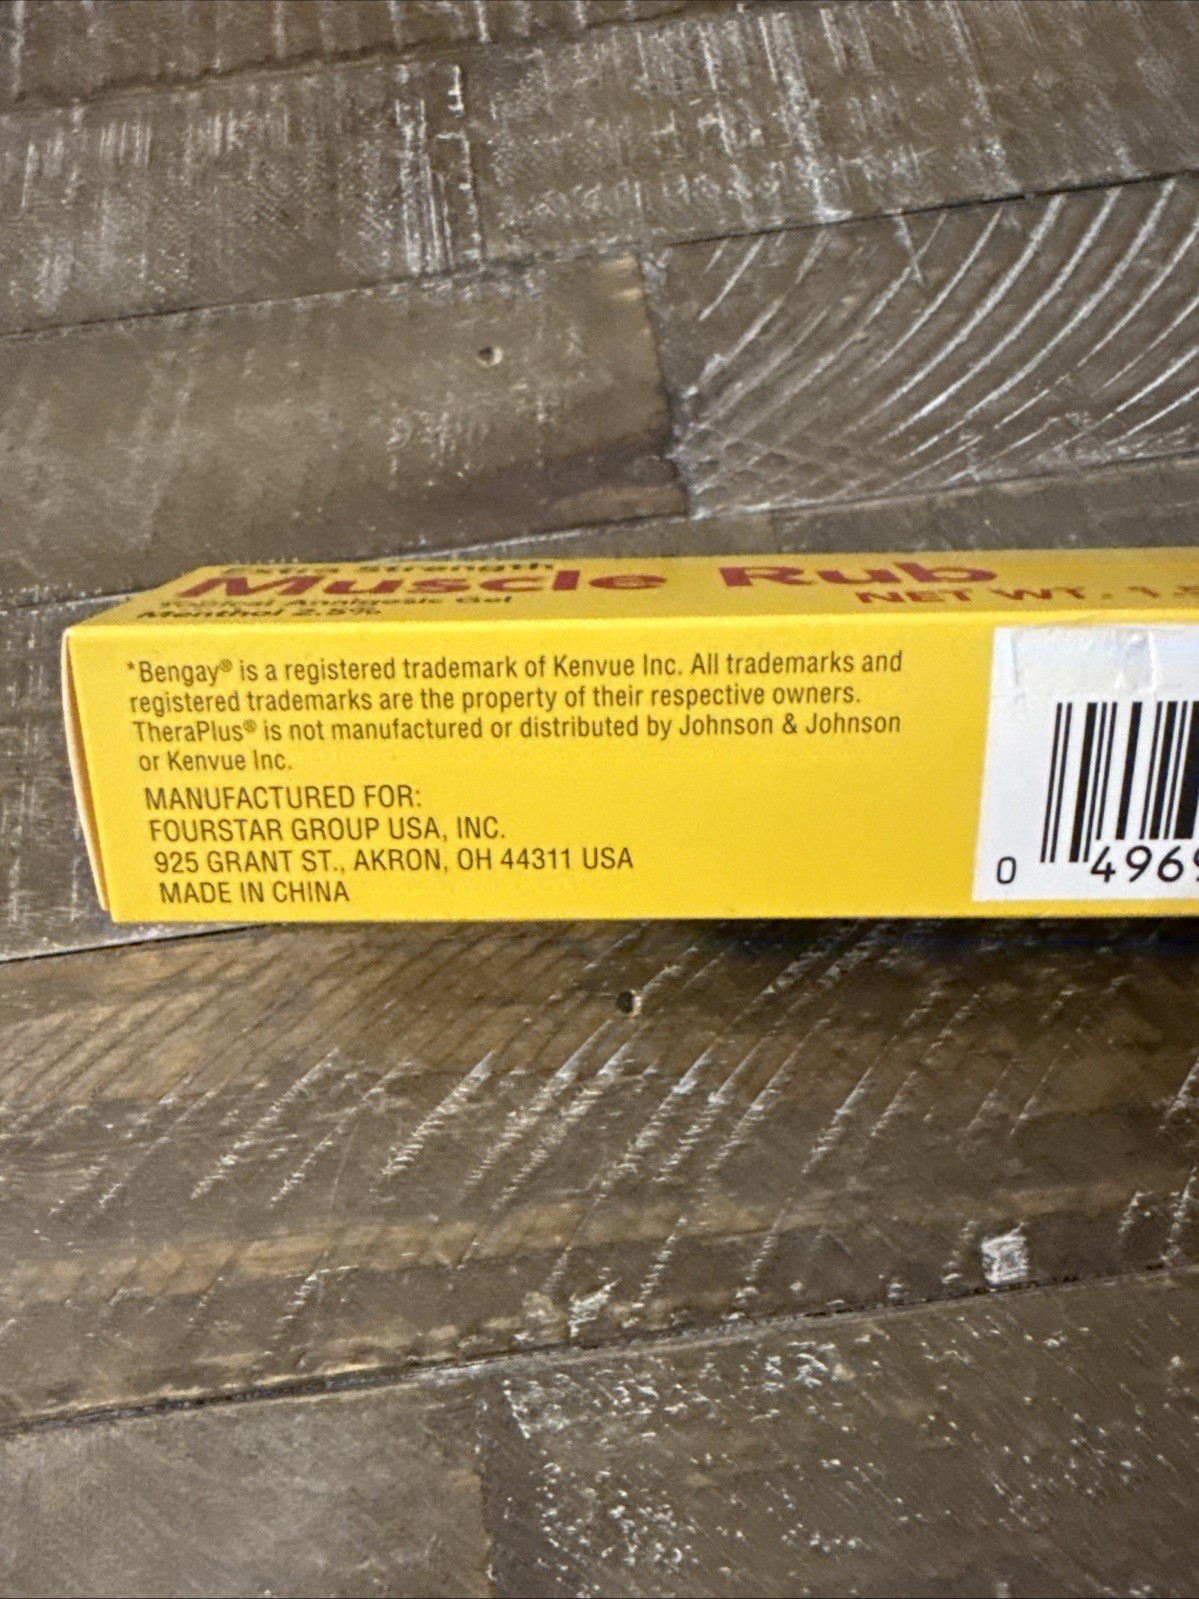 Extra Strength
Muscle Rub
Topical Analgesic Gel
Menthol 2.5%
NET WT. 1.
*Bengay® is a registered trademark of Kenvue Inc. All trademarks and
registered trademarks are the property of their respective owners.
TheraPlus® is not manufactured or distributed by Johnson & Johnson
or Kenvue Inc.
MANUFACTURED FOR:
FOURSTAR GROUP USA, INC.
925 GRANT ST., AKRON, OH 44311 USA
MADE IN CHINA
0 4969